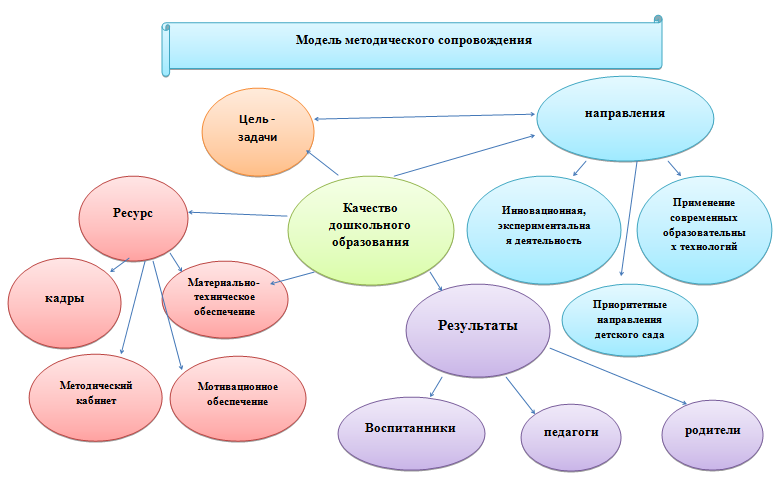 Модель методического сопровождения
Цель -
задачи
направления
Ресурс
Качество
дошкольного
образования
Инновационная,
экспериментальна
я деятельность
Применение
современных
образовательны
х технологий
кадры
Материально-
техническое
обеспечение
Результаты
Приоритетные
направления
детского сада
Методический
кабинет
Мотивационное
обеспечение
Воспитанники
педагоги
родители